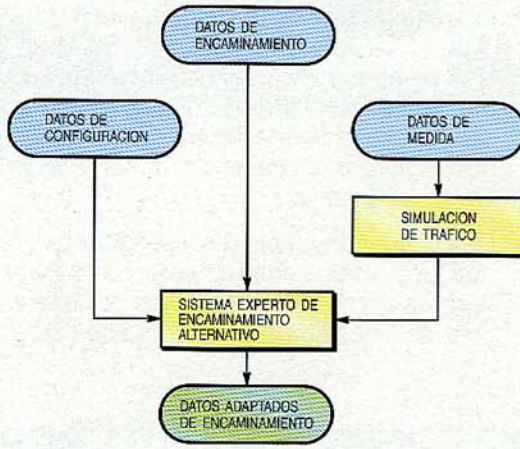 DATOS DE
ENCAMINAMIENTO
DATOS DE
CONFIGURACION
DATOS DE
MEDIDA
SIMULACION
DE TRAFICO
SISTEMA EXPERTO DE
ENCAMINAMIENTO
ALTERNATIVO
DATOS ADAPTADOS
DE ENCAMINAMIENTO